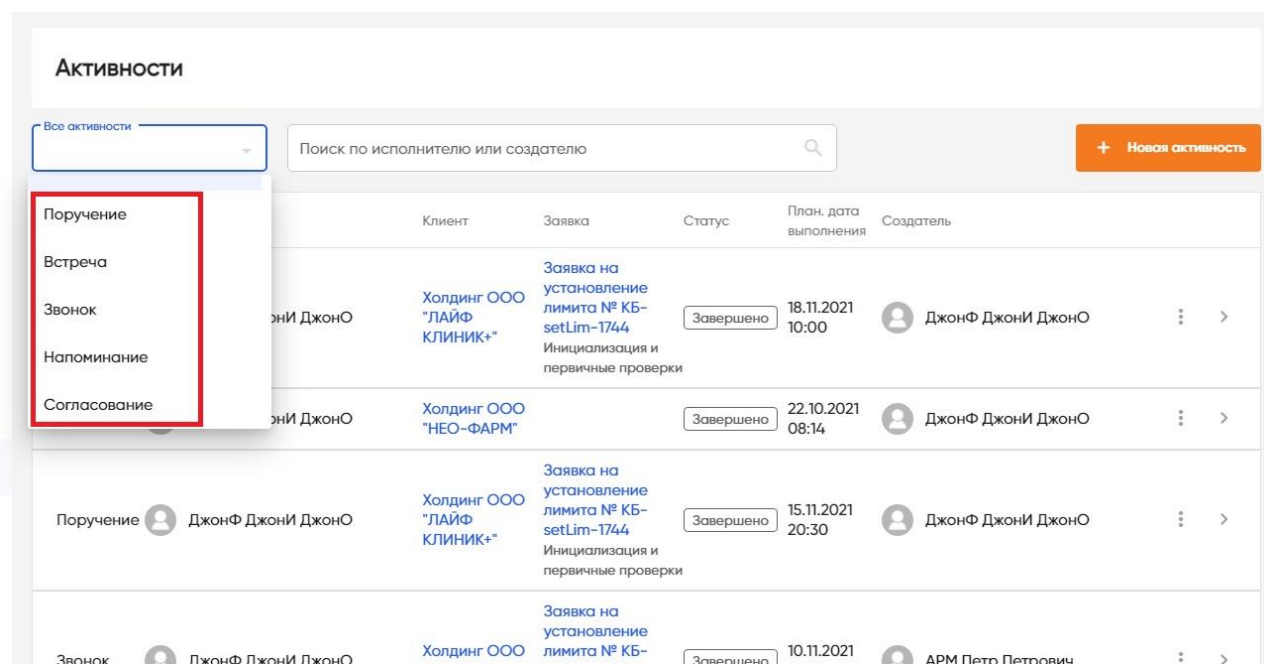 Активности
Все активности
Поиск по исполнителю или создателю
+ Новая активность
Поручение
Встреча
Звонок
Напоминание
Согласование
Клиент
Заявка
Статус
План. дата
выполнения
Создатель
ДжонО
Холдинг ООО
"ЛАЙФ
КЛИНИК+"
Заявка на
установление
лимита № КБ-
setLim-1744
Инициализация и
первичные проверки
Завершено
18.11.2021
10:00
ДжонФ ДжонИ ДжонО
ДжонО
Холдинг ООО
"НЕО-ФАРМ"
Завершено
22.10.2021
08:14
ДжонФ ДжонИ ДжонО
Поручение
ДжонФ ДжонИ ДжонО
Холдинг ООО
"ЛАЙФ
КЛИНИК+"
Заявка на
установление
лимита № КБ-
setLim-1744
Инициализация и
первичные проверки
Завершено
15.11.2021
20:30
ДжонФ ДжонИ ДжонО
Звонок
ДжонФ ДжонИ ДжонО
Холдинг ООО
Заявка на
установление
лимита № КБ-
Завершено
10.11.2021
АРМ Петр Петрович